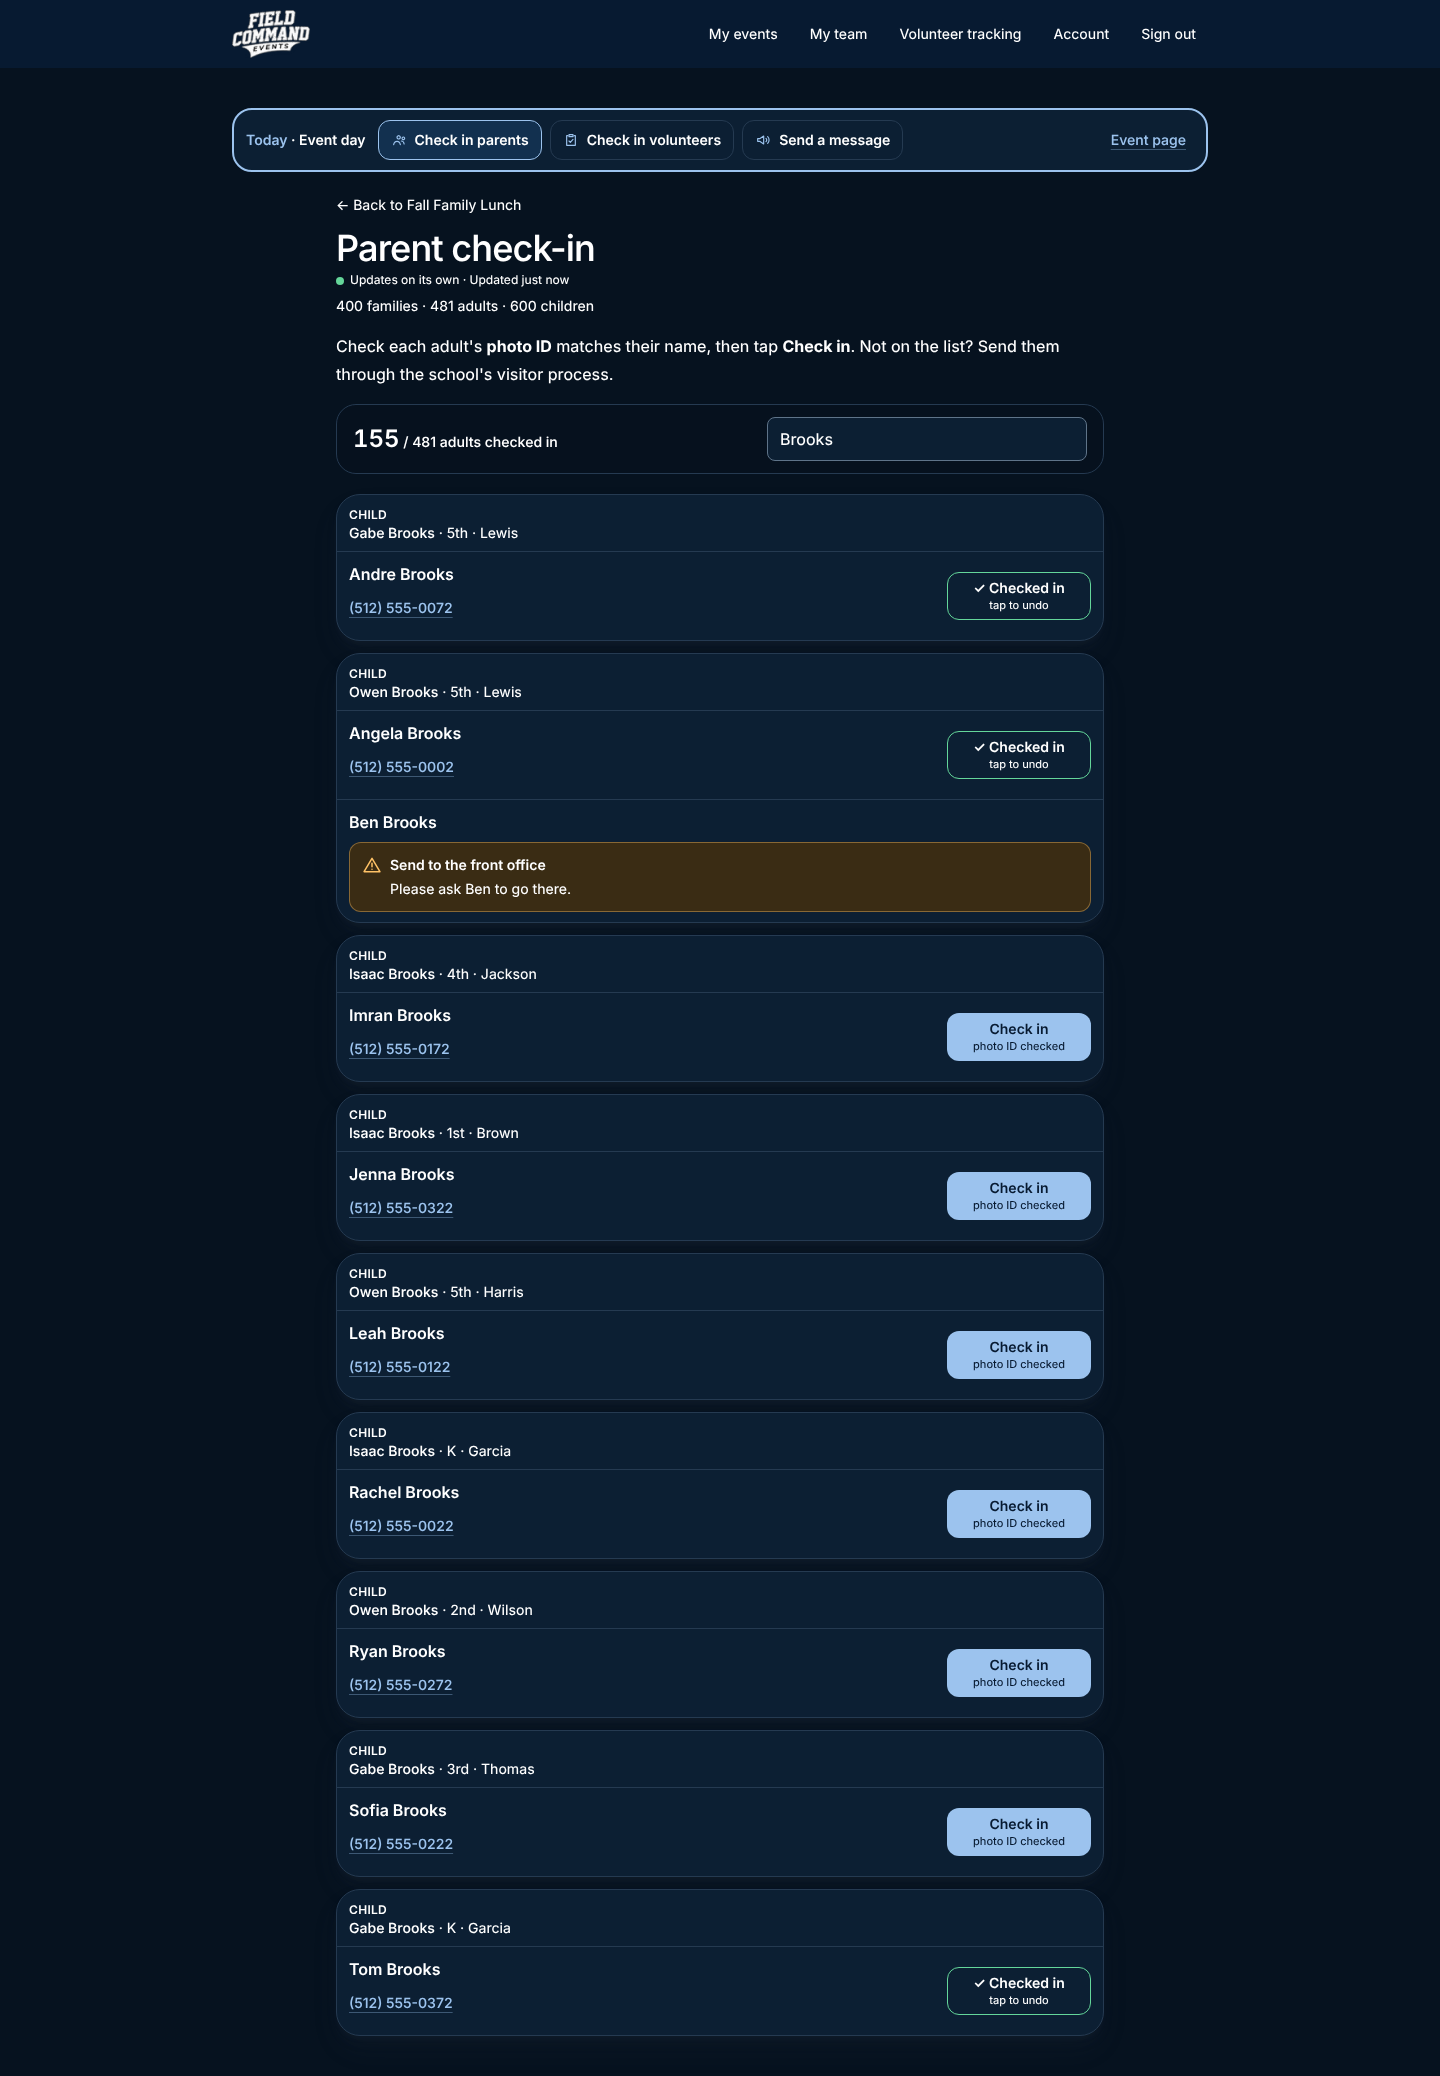 FIELD
COMMAND
EVENTS
My events
My team
Volunteer tracking
Account
Sign out
Today · Event day
Check in parents
Check in volunteers
Send a message
Event page
← Back to Fall Family Lunch
Parent check-in
Updates on its own · Updated just now
400 families · 481 adults · 600 children
Check each adult's photo ID matches their name, then tap Check in. Not on the list? Send them
through the school's visitor process.
155 / 481 adults checked in
Brooks
CHILD
Gabe Brooks · 5th · Lewis
Andre Brooks
(512) 555-0072
✓ Checked in
tap to undo
CHILD
Owen Brooks · 5th · Lewis
Angela Brooks
(512) 555-0002
✓ Checked in
tap to undo
Ben Brooks
Send to the front office
Please ask Ben to go there.
CHILD
Isaac Brooks · 4th · Jackson
Imran Brooks
(512) 555-0172
Check in
photo ID checked
CHILD
Isaac Brooks · 1st · Brown
Jenna Brooks
(512) 555-0322
Check in
photo ID checked
CHILD
Owen Brooks · 5th · Harris
Leah Brooks
(512) 555-0122
Check in
photo ID checked
CHILD
Isaac Brooks · K · Garcia
Rachel Brooks
(512) 555-0022
Check in
photo ID checked
CHILD
Owen Brooks · 2nd · Wilson
Ryan Brooks
(512) 555-0272
Check in
photo ID checked
CHILD
Gabe Brooks · 3rd · Thomas
Sofia Brooks
(512) 555-0222
Check in
photo ID checked
CHILD
Gabe Brooks · K · Garcia
Tom Brooks
(512) 555-0372
✓ Checked in
tap to undo